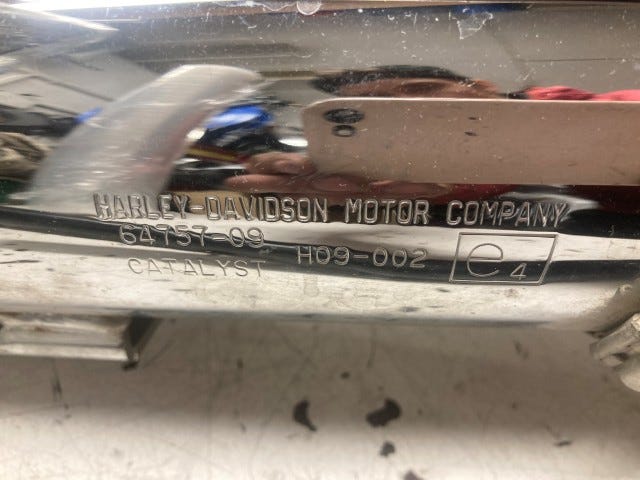 HARLEY-DAVIDSON MOTOR COMPANY
64757-09 H09-002 e4
CATALYST